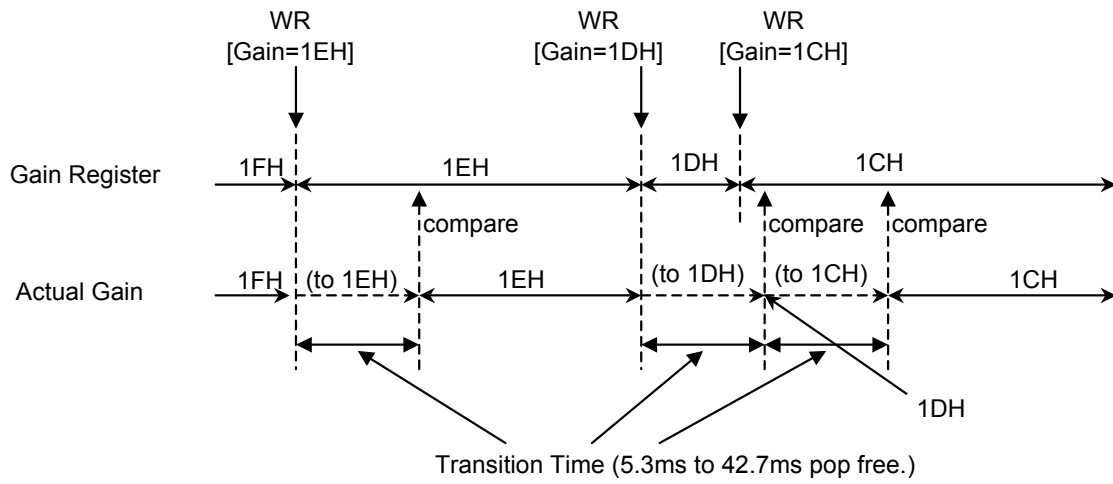 WR
[Gain=1EH]
WR
[Gain=1DH]
WR
[Gain=1CH]
Gain Register
1FH
1EH
1DH
1CH
compare
compare
compare
Actual Gain
1FH
(to 1EH)
1EH
(to 1DH)
(to 1CH)
1CH
1DH
Transition Time (5.3ms to 42.7ms pop free.)